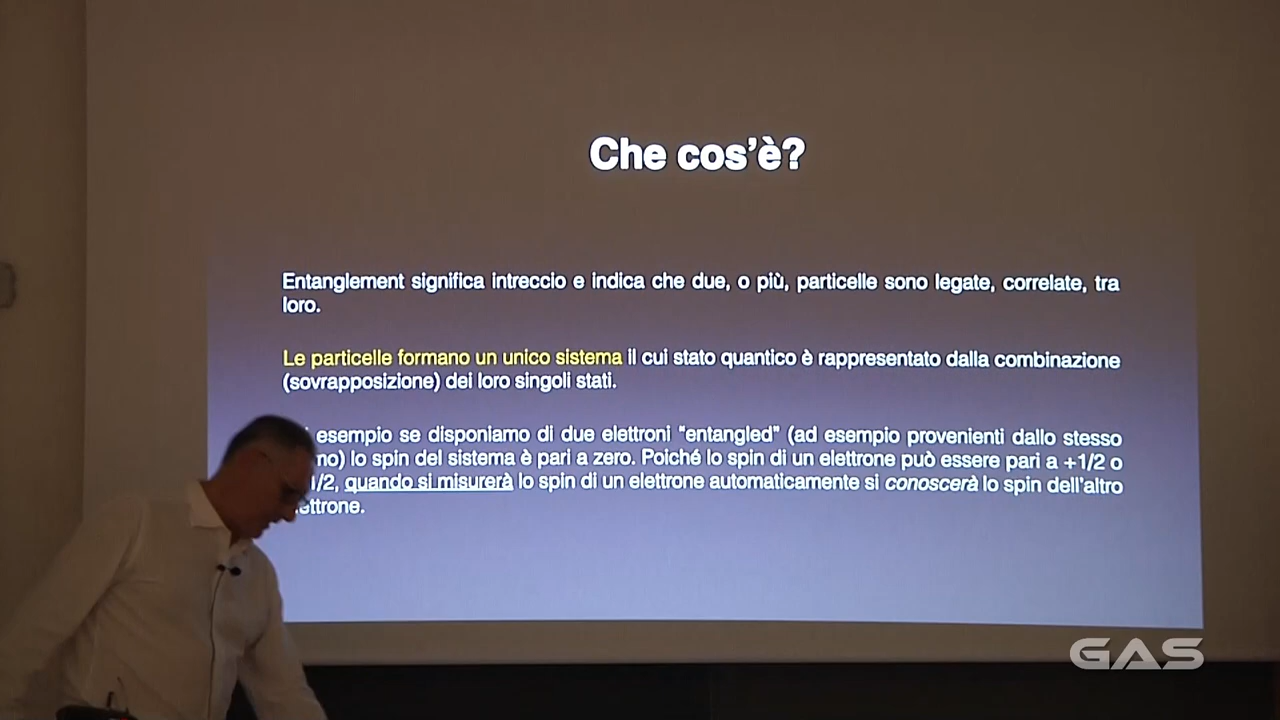 Che cos'è?
Entanglement significa intreccio e indica che due, o più, particelle sono legate, correlate, tra
loro.
Le particelle formano un unico sistema il cui stato quantico è rappresentato dalla combinazione
(sovrapposizione) dei loro singoli stati.
esempio se disponiamo di due elettroni "entangled" (ad esempio provenienti dallo stesso
lo spin del sistema è pari a zero. Poiché lo spin di un elettrone può essere pari a +1/2 o
quando si misurerà lo spin di un elettrone automaticamente si conoscerà lo spin dell'altro
GAS